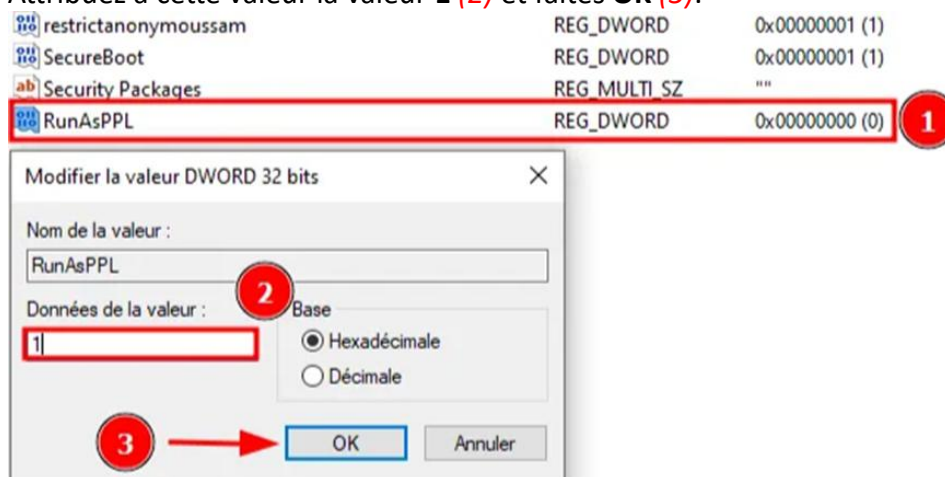 Attribuez à cette valeur la valeur 1 (2) et faites OK (3).
restrictanonymoussam REG_DWORD 0x00000001 (1)
SecureBoot REG_DWORD 0x00000001 (1)
Security Packages REG_MULTI_SZ ""
RunAsPPL REG_DWORD 0x00000000 (0) 1
Modifier la valeur DWORD 32 bits
Nom de la valeur :
RunAsPPL
2
Données de la valeur : Base
1 Hexadécimale
Décimale
3 OK Annuler